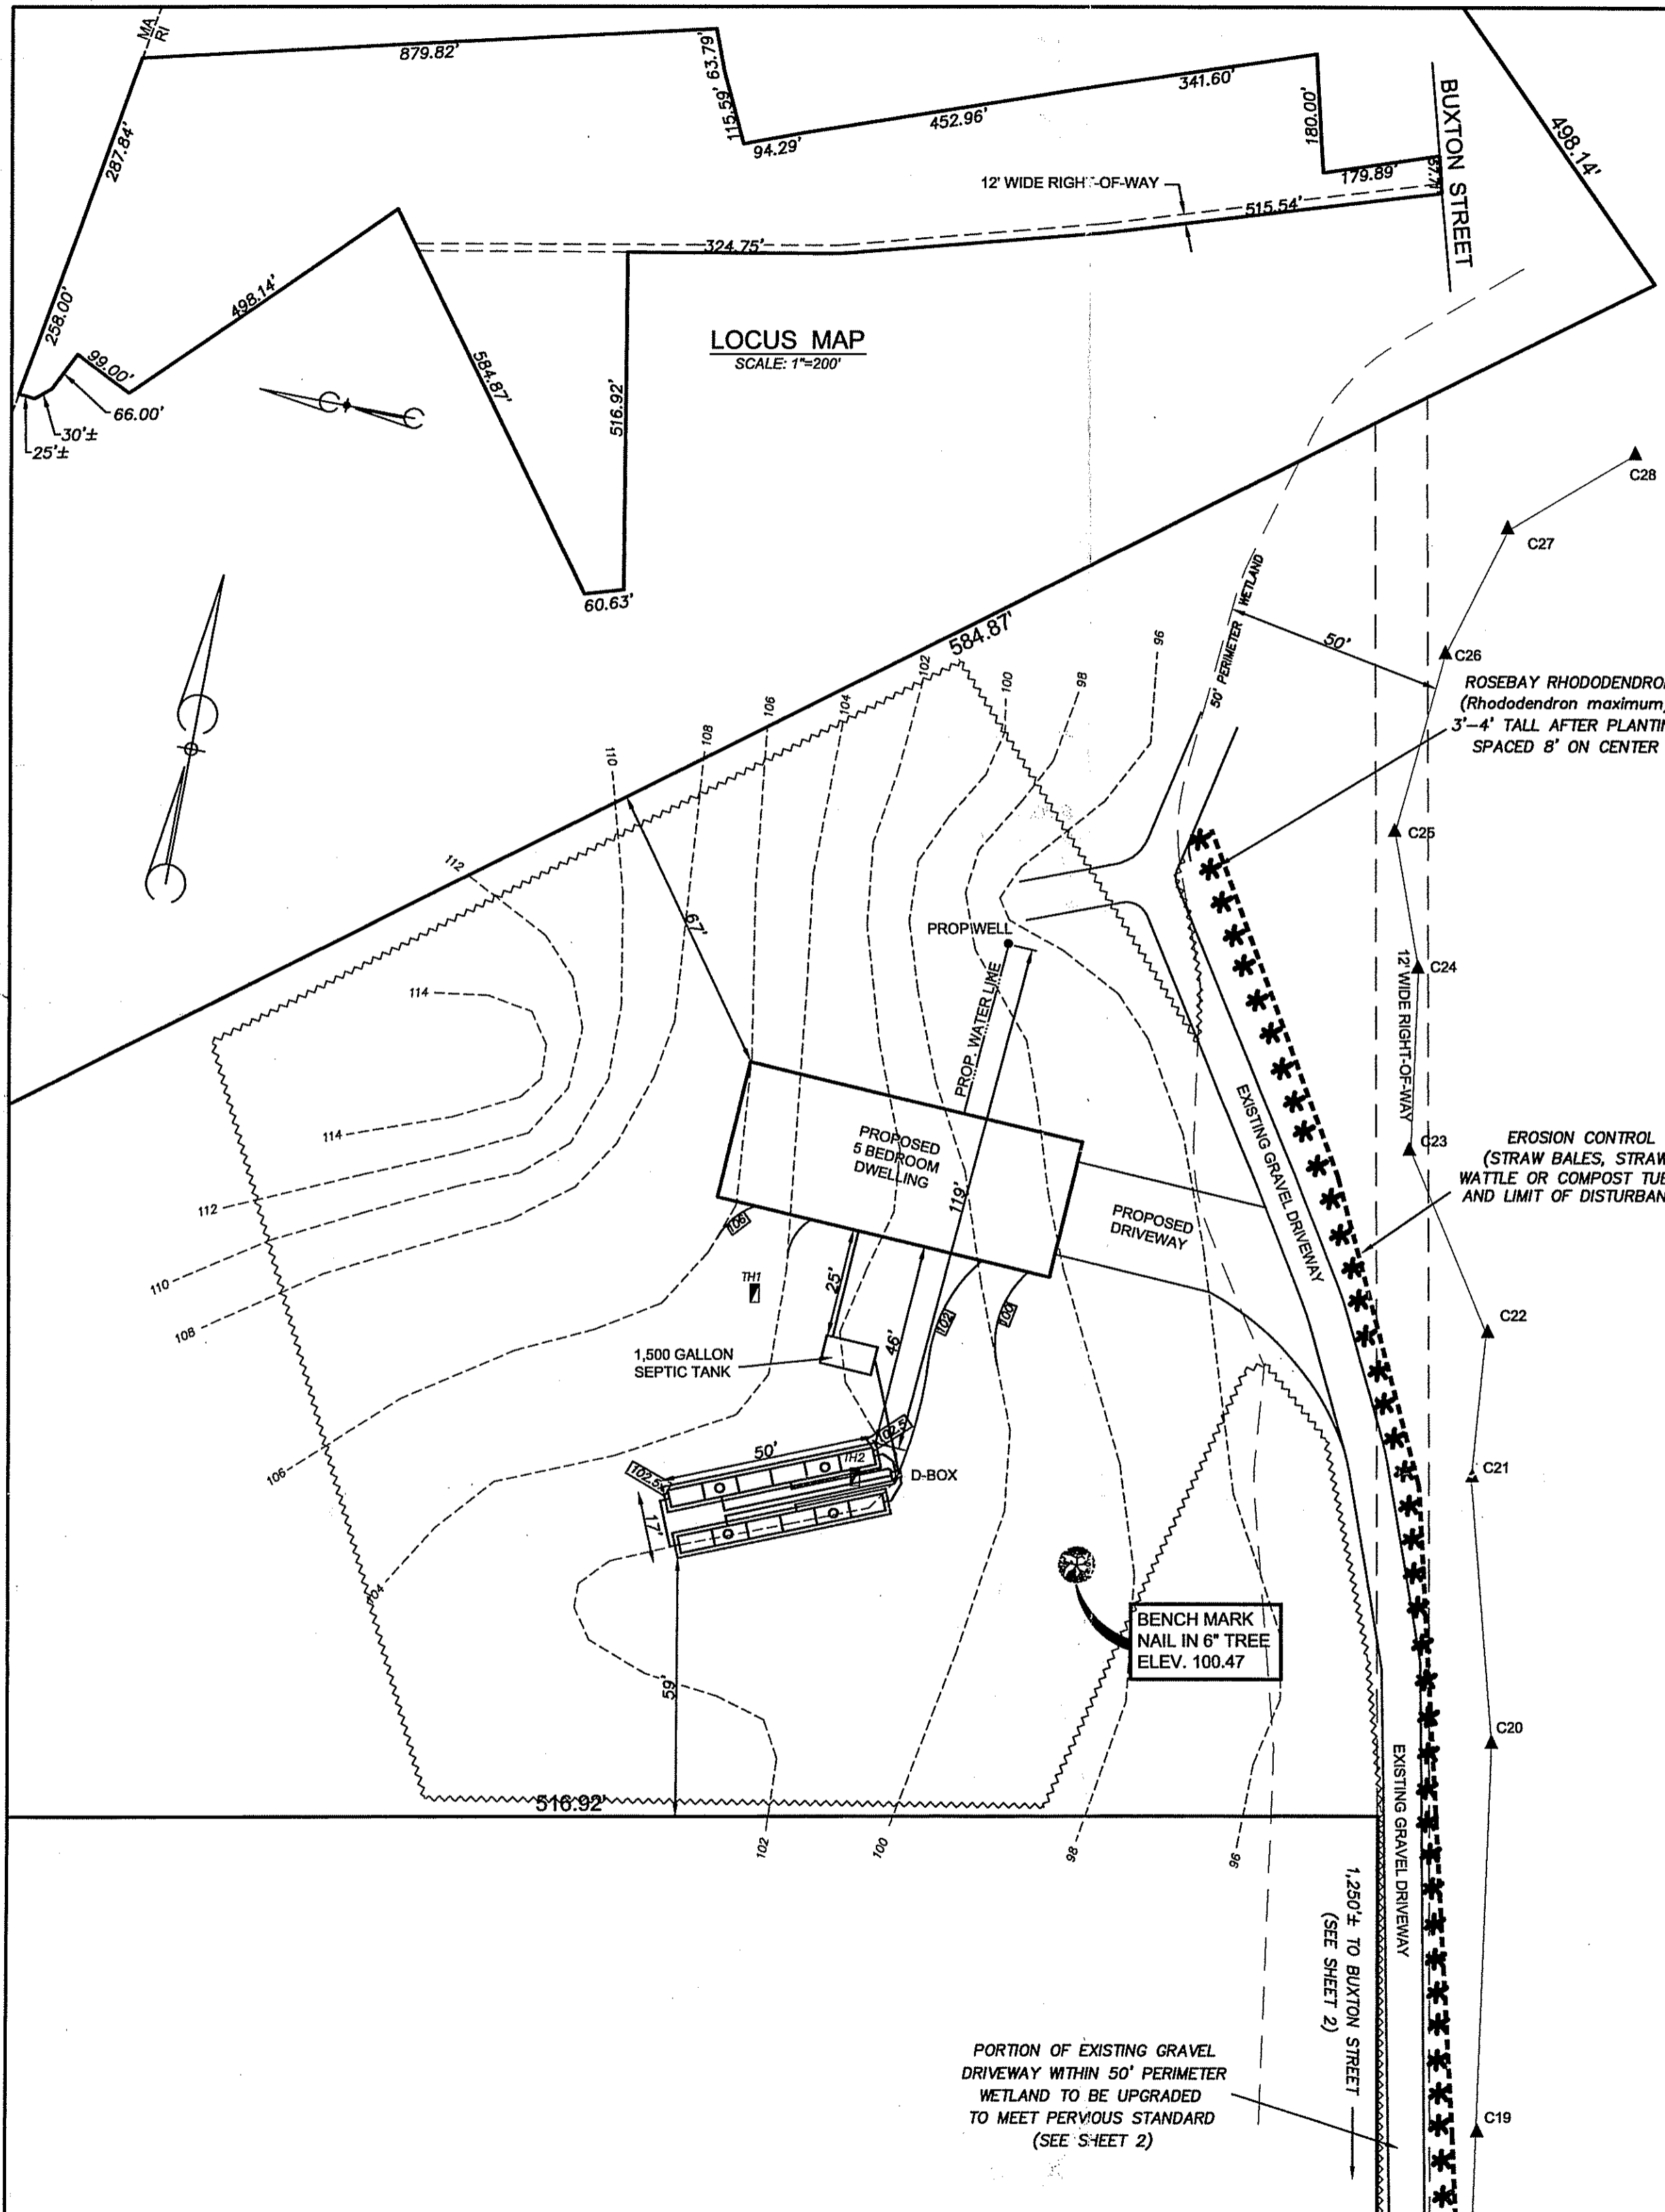 MA
RI
879.82'
63.79'
115.59'
94.29'
452.96'
341.60'
180.00'
179.89'
BUXTON STREET
498.14'
287.84'
258.00'
12' WIDE RIGHT-OF-WAY
515.54'
324.75'
498.14'
99.00'
66.00'
30'±
25'±
584.87'
516.92'
60.63'
LOCUS MAP
SCALE: 1"=200'
C28
C27
C26
50' PERIMETER WETLAND
50'
584.87'
ROSEBAY RHODODENDRO
(Rhododendron maximum)
3'-4' TALL AFTER PLANTIN
SPACED 8' ON CENTER
96
98
100
102
104
106
108
110
112
114
C25
C24
67'
PROP WELL
PROP. WATER LINE
12' WIDE RIGHT-OF-WAY
EXISTING GRAVEL DRIVEWAY
C23
EROSION CONTROL
(STRAW BALES, STRAW
WATTLE OR COMPOST TUB
AND LIMIT OF DISTURBAN
114
112
110
108
106
104
PROPOSED
5 BEDROOM
DWELLING
119'
PROPOSED
DRIVEWAY
106
TH1
25'
46'
102
100
C22
1,500 GALLON
SEPTIC TANK
50'
102.5
TH2
102.5x
D-BOX
17'
C21
BENCH MARK
NAIL IN 6" TREE
ELEV. 100.47
59'
C20
516.92'
102
100
98
96
EXISTING GRAVEL DRIVEWAY
1,250'± TO BUXTON STREET
(SEE SHEET 2)
PORTION OF EXISTING GRAVEL
DRIVEWAY WITHIN 50' PERIMETER
WETLAND TO BE UPGRADED
TO MEET PERVIOUS STANDARD
(SEE SHEET 2)
C19